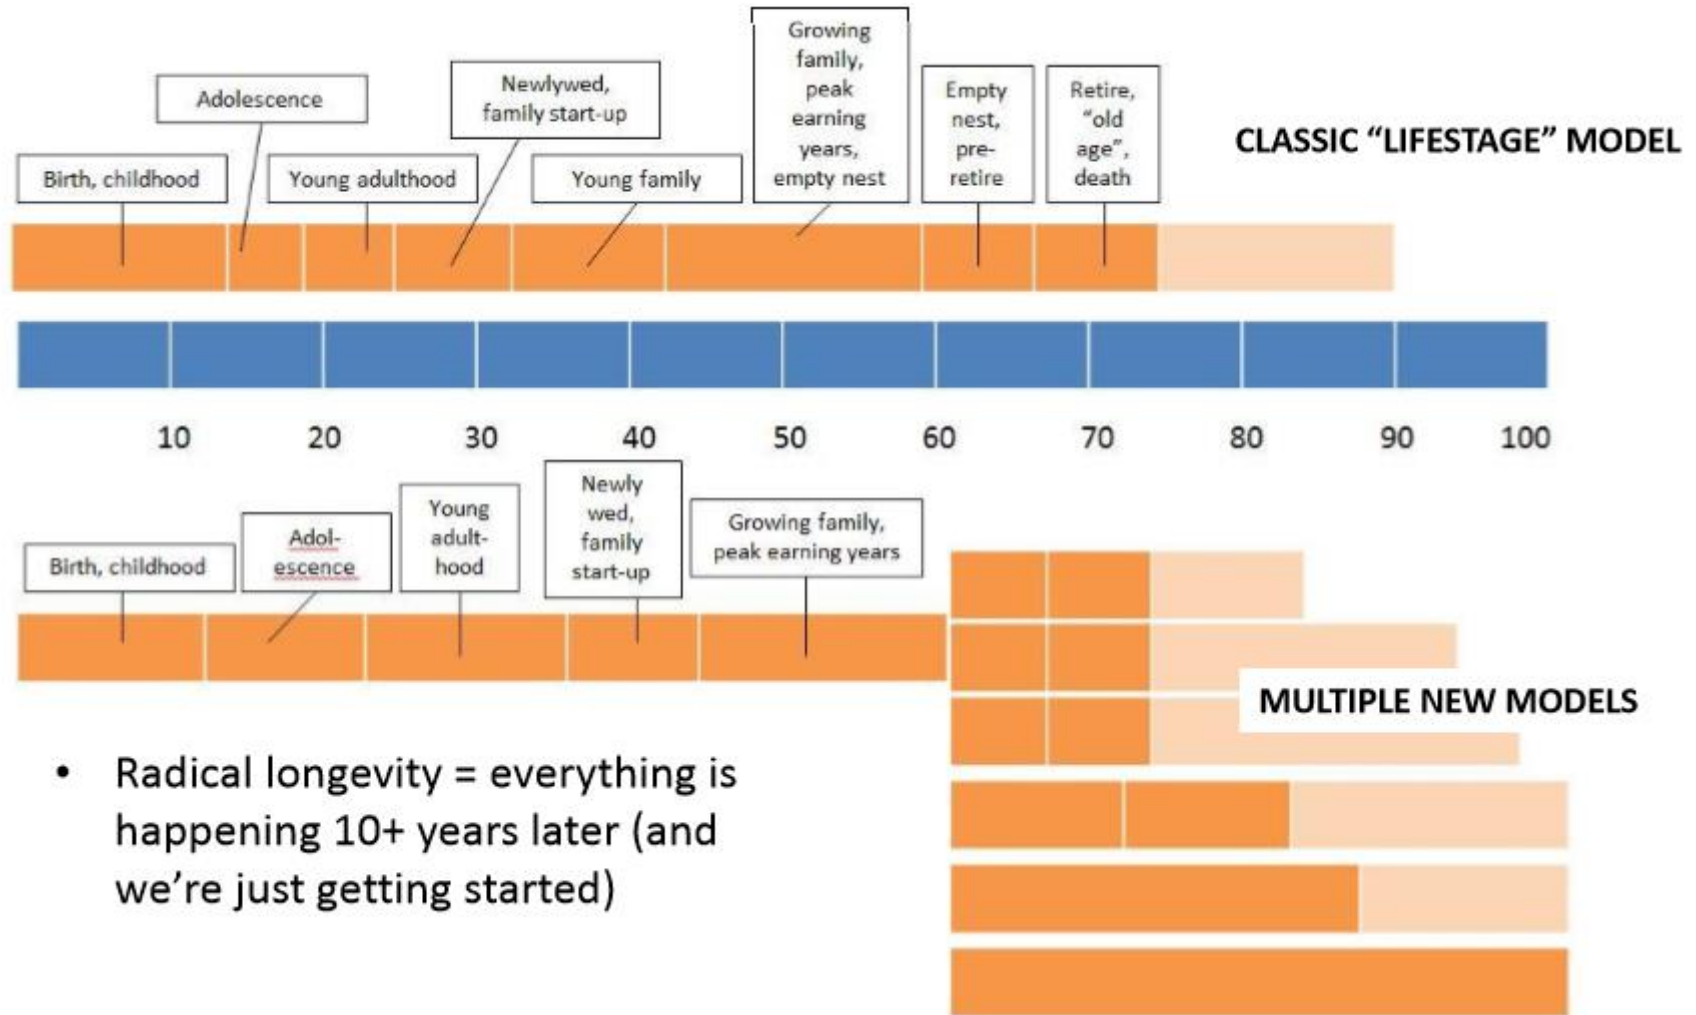 Growing
family,
peak
earning
years,
empty nest
Newlywed,
family start-up
Adolescence
Empty
nest,
pre-
retire
Retire,
“old
age”,
death
CLASSIC “LIFESTAGE” MODEL
Birth, childhood
Young adulthood
Young family
10 20 30 40 50 60 70 80 90 100
Birth, childhood
Adol-
escence
Young
adult-
hood
Newly
wed,
family
start-up
Growing family,
peak earning years
MULTIPLE NEW MODELS
• Radical longevity = everything is
happening 10+ years later (and
we’re just getting started)